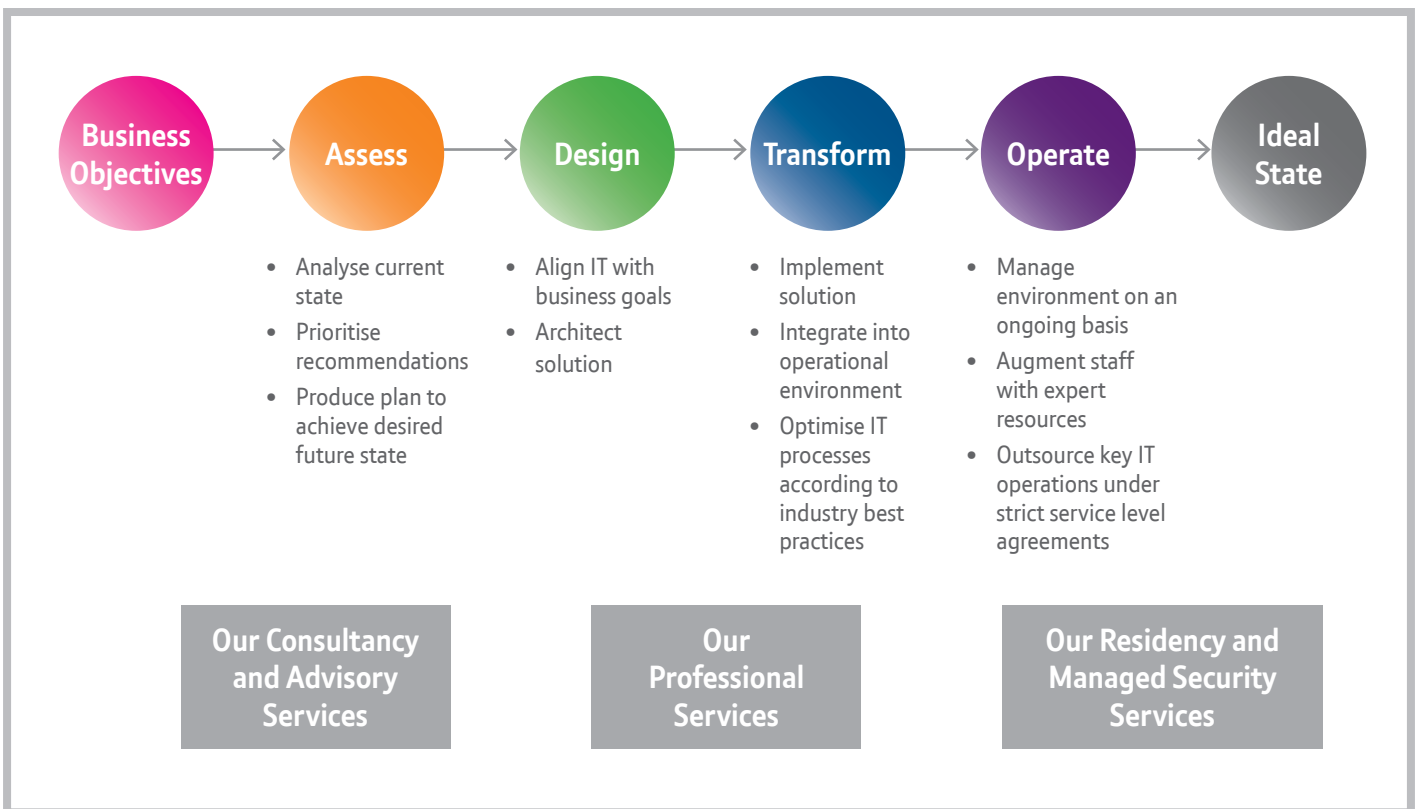 Business
Objectives
Assess
Design
Transform
Operate
Ideal
State
• Analyse current
state
• Prioritise
recommendations
• Produce plan to
achieve desired
future state
• Align IT with
business goals
• Architect
solution
• Implement
solution
• Integrate into
operational
environment
• Optimise IT
processes
according to
industry best
practices
• Manage
environment on an
ongoing basis
• Augment staff
with expert
resources
• Outsource key IT
operations under
strict service level
agreements
Our Consultancy
and Advisory
Services
Our
Professional
Services
Our Residency and
Managed Security
Services